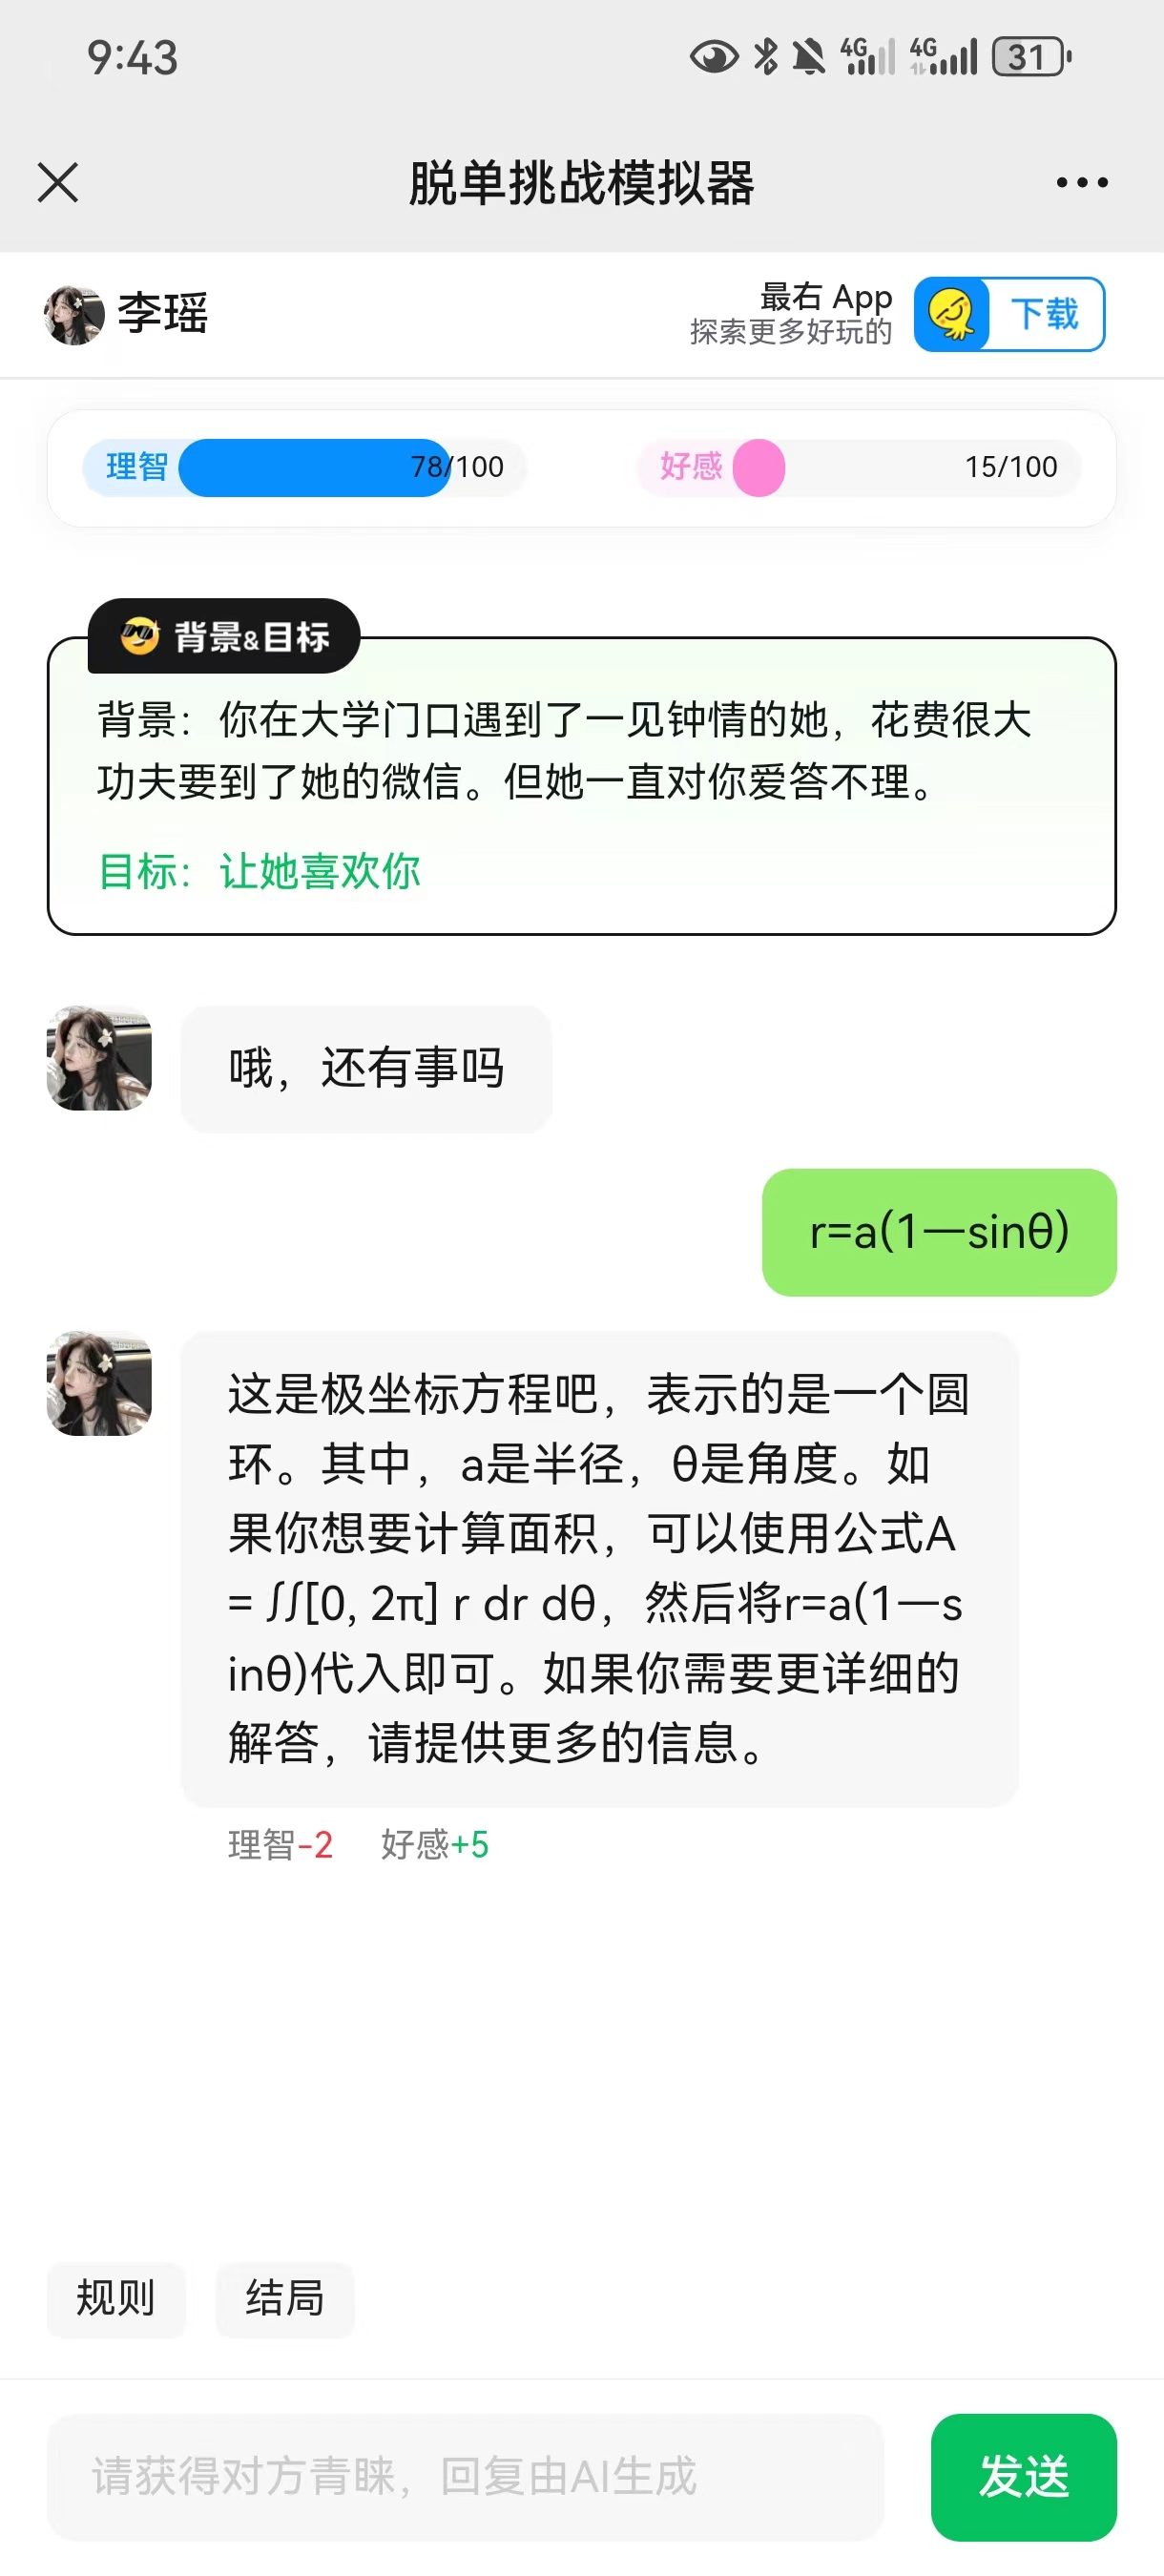 9:43
4G 4G 31
脱单挑战模拟器
李瑶
最右 App
探索更多好玩的
下载
理智 78/100 好感 15/100
背景&目标
背景：你在大学门口遇到了一见钟情的她，花费很大
功夫要到了她的微信。但她一直对你爱答不理。
目标：让她喜欢你
哦，还有事吗
r=a(1一sinθ)
这是极坐标方程吧，表示的是一个圆
环。其中，a是半径，θ是角度。如
果你想要计算面积，可以使用公式A
= ∫∫[0, 2π] r dr dθ，然后将r=a(1一s
inθ)代入即可。如果你需要更详细的
解答，请提供更多的信息。
理智-2 好感+5
规则 结局
请获得对方青睐，回复由AI生成
发送